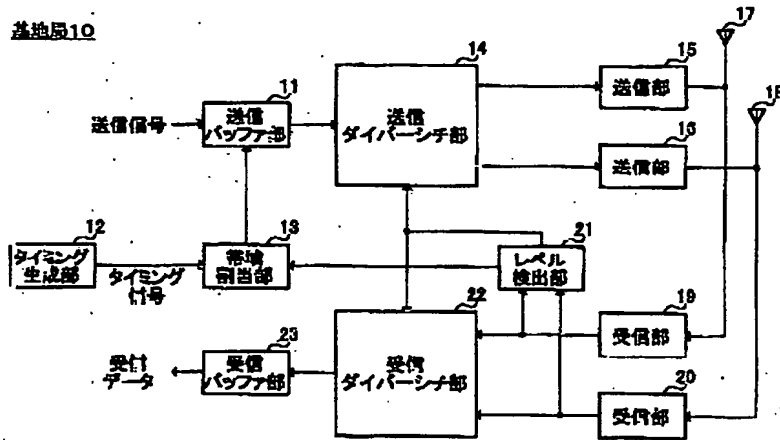 基地局10
17
14
15
送信部
18
11
送信信号
送信
バッファ部
送信
ダイバーシチ部
16
送信部
12
タイミング
生成部
タイミング
信号
13
帯域
割当部
21
レベル
検出部
22
19
受信部
受信
データ
23
受信
バッファ部
受信
ダイバーシチ部
20
受信部